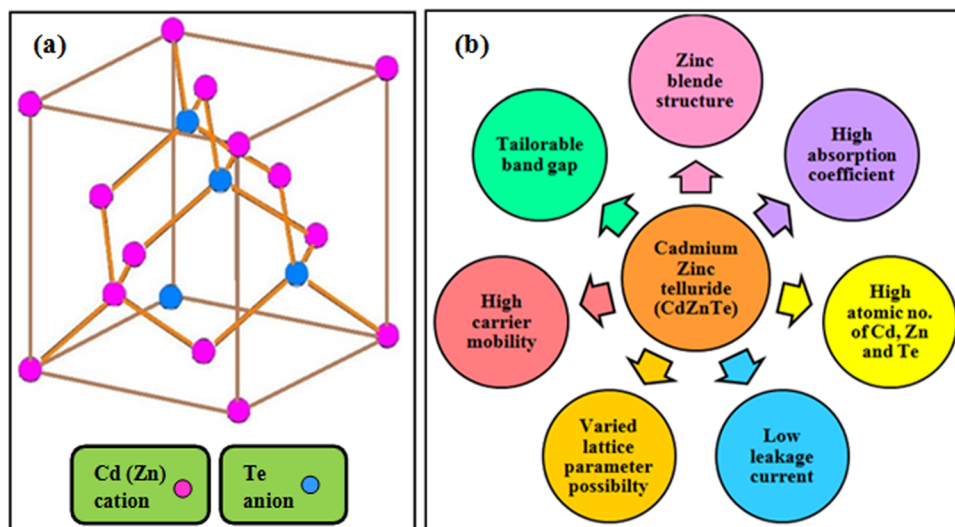 (a)
Cd (Zn)
cation
Te
anion
(b)
Zinc
blende
structure
High
absorption
coefficient
High
atomic no.
of Cd, Zn
and Te
Low
leakage
current
Varied
lattice
parameter
possibilty
High
carrier
mobility
Tailorable
band gap
Cadmium
Zinc
telluride
(CdZnTe)